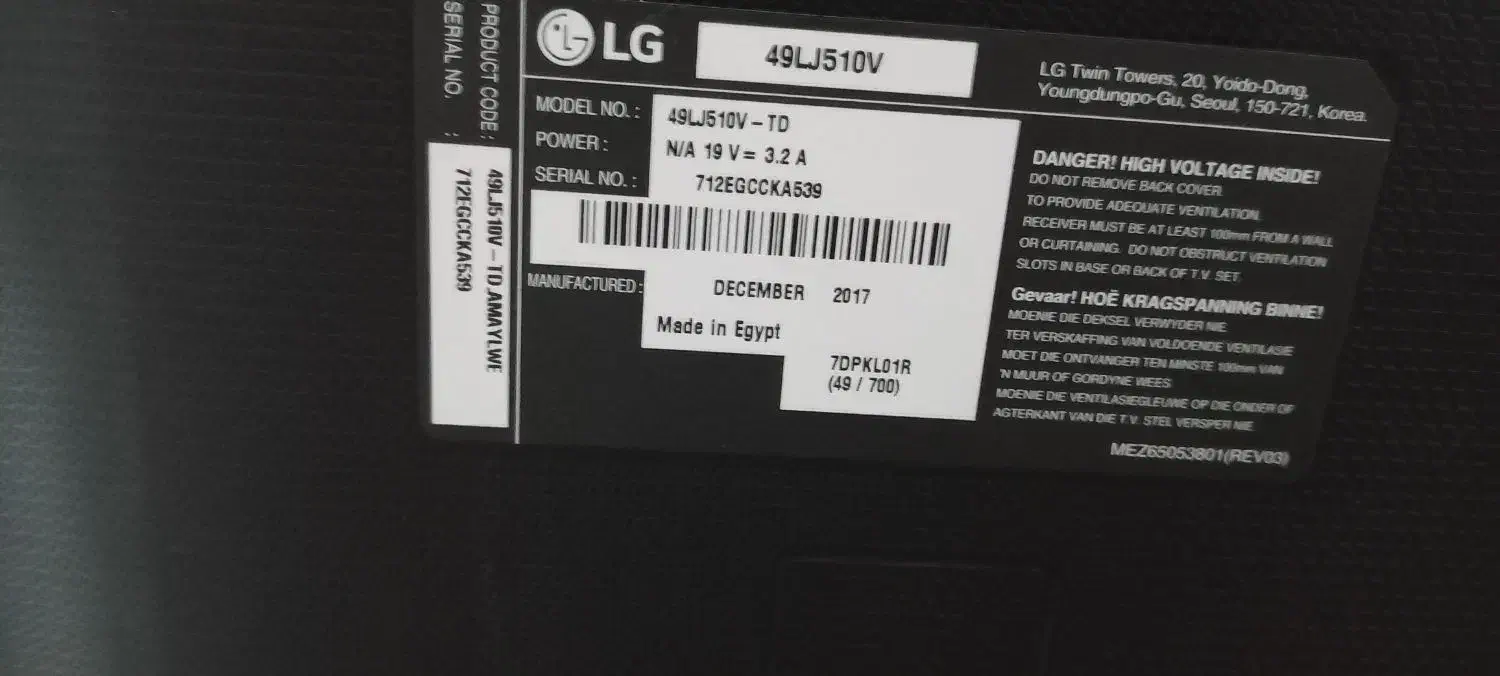 PRODUCT CODE :
SERIAL NO. :
49LJ510V - TD.AMAYLWE
712EGCCKA539
LG
49LJ510V
LG Twin Towers, 20, Yoido-Dong,
Youngdungpo-Gu, Seoul, 150-721, Korea.
MODEL NO. : 49LJ510V - TD
POWER : N/A 19 V= 3.2 A
SERIAL NO. : 712EGCCKA539
MANUFACTURED : DECEMBER 2017
Made in Egypt
7DPKL01R
(49 / 700)
DANGER! HIGH VOLTAGE INSIDE!
DO NOT REMOVE BACK COVER.
TO PROVIDE ADEQUATE VENTILATION,
RECEIVER MUST BE AT LEAST 100mm FROM A WALL
OR CURTAINING. DO NOT OBSTRUCT VENTILATION
SLOTS IN BASE OR BACK OF T.V. SET.
Gevaar! HOË KRAGSPANNING BINNE!
MOENIE DIE DEKSEL VERWYDER NIE.
TER VERSKAFFING VAN VOLDOENDE VENTILASIE
MOET DIE ONTVANGER TEN MINSTE 100mm VAN
'N MUUR OF GORDYNE WEES
MOENIE DIE VENTILASIEGLEUWE OP DIE ONDER OF
AGTERKANT VAN DIE T.V. STEL VERSPER NIE.
MEZ65053801(REV03)